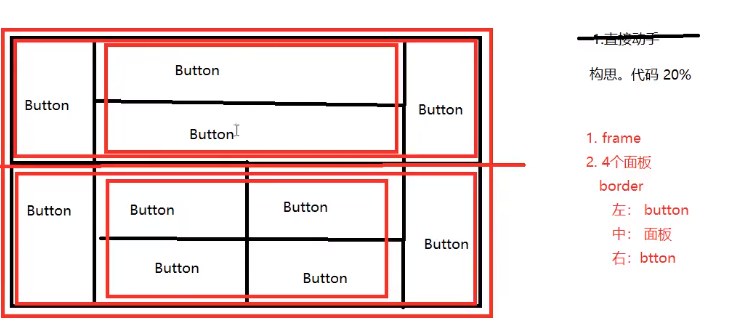 Button
Button
Button
Button
Button
Button
Button
Button
Button
Button
1.直接动手
构思。代码 20%
1. frame
2. 4个面板
border
左： button
中： 面板
右：btton